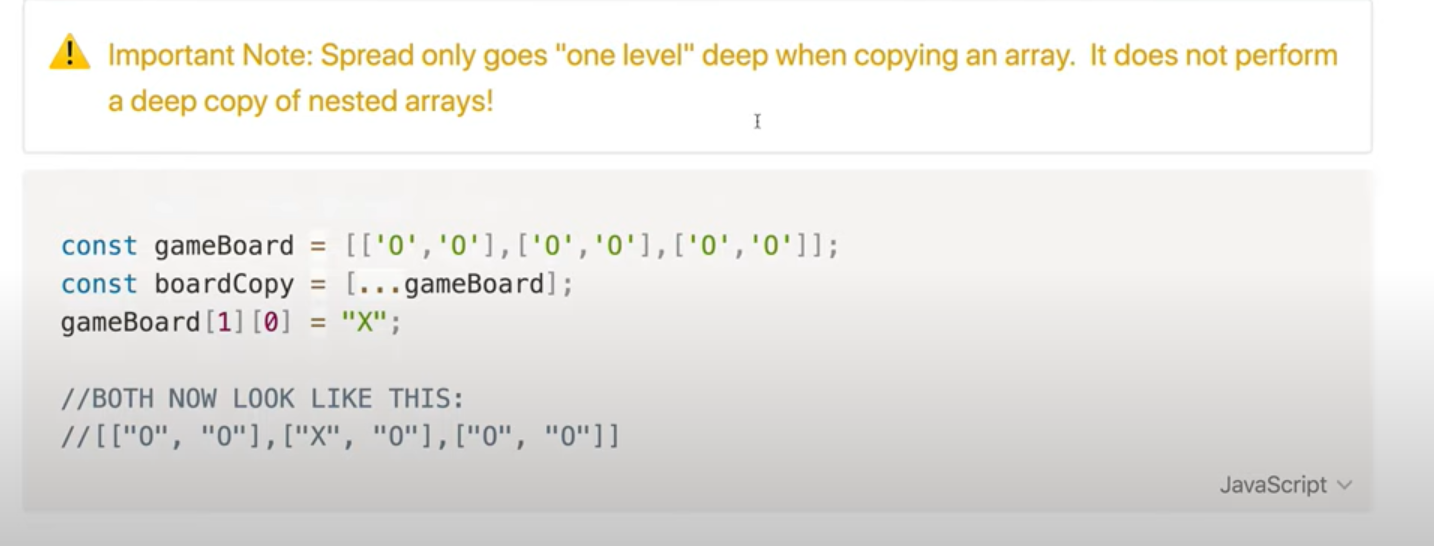 Important Note: Spread only goes "one level" deep when copying an array.  It does not perform
a deep copy of nested arrays!
const gameBoard = [['O','O'],['O','O'],['O','O']];
const boardCopy = [...gameBoard];
gameBoard[1][0] = "X";
//BOTH NOW LOOK LIKE THIS:
//[["O", "O"],["X", "O"],["O", "O"]]
JavaScript